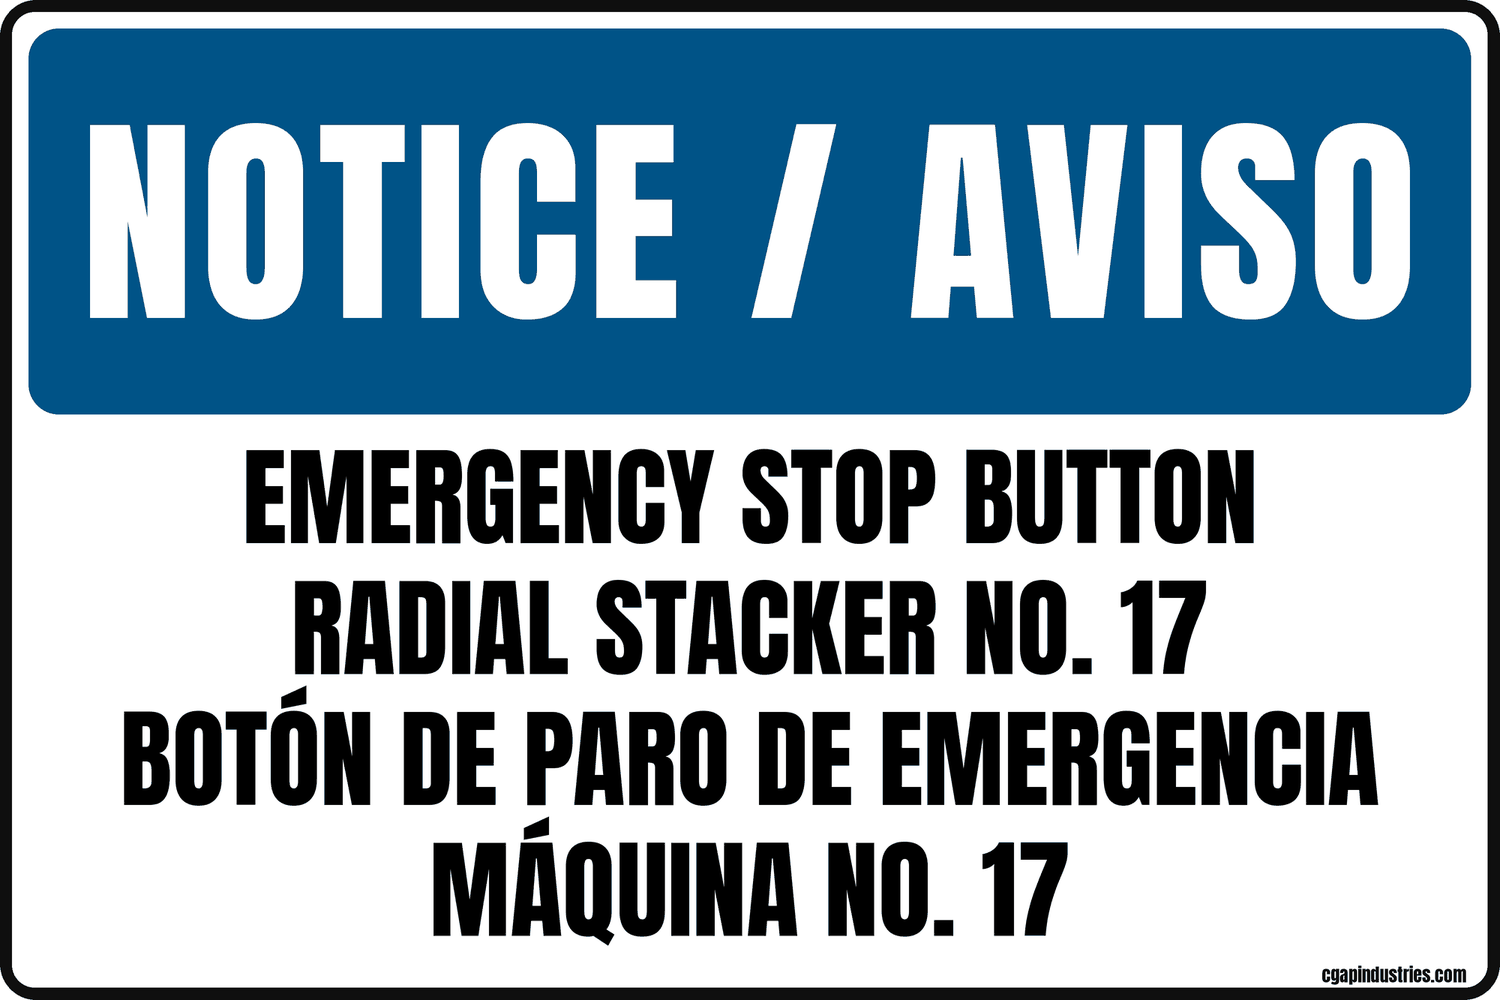 NOTICE / AVISO
EMERGENCY STOP BUTTON
RADIAL STACKER NO. 17
BOTÓN DE PARO DE EMERGENCIA
MÁQUINA NO. 17
cgapindustries.com